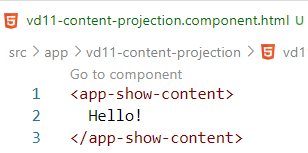 vd11-content-projection.component.html U
src > app > vd11-content-projection > vd1
Go to component
1 <app-show-content>
2 Hello!
3 </app-show-content>